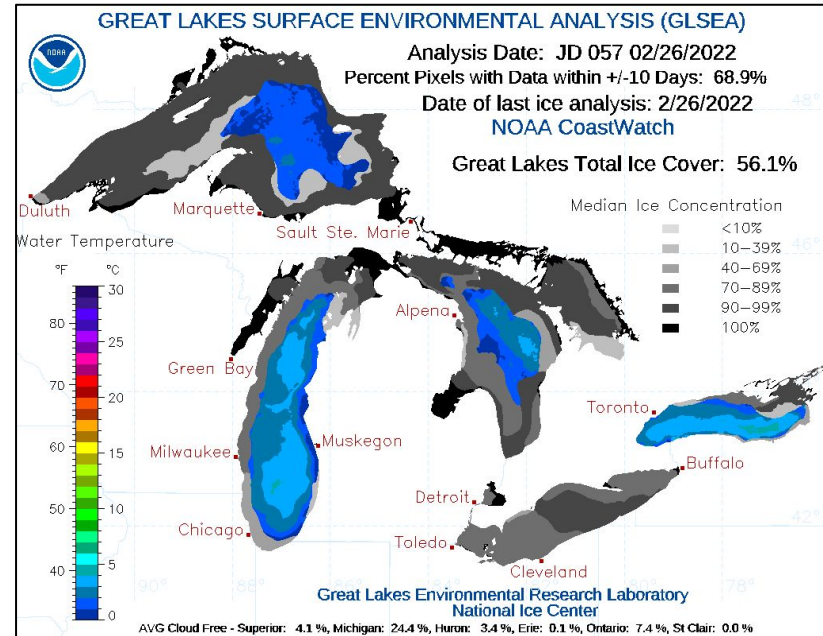 GREAT LAKES SURFACE ENVIRONMENTAL ANALYSIS (GLSEA)
NOAA
Analysis Date: JD 057 02/26/2022
Percent Pixels with Data within +/-10 Days: 68.9%
Date of last ice analysis: 2/26/2022
NOAA CoastWatch
Great Lakes Total Ice Cover: 56.1%
48°
Duluth
Marquette
Sault Ste. Marie
Median Ice Concentration
<10%
10-39%
40-69%
70-89%
90-99%
100%
Water Temperature
46°
°F °C
30
80
25
70
20
60
15
50
10
5
40
0
Alpena
Green Bay
Toronto
Milwaukee
Muskegon
Buffalo
Detroit
Chicago
Toledo
42°
Cleveland
90°
88°
86°
84°
82°
80°
78°
Great Lakes Environmental Research Laboratory
National Ice Center
AVG Cloud Free - Superior: 4.1 %, Michigan: 24.4 %, Huron: 3.4 %, Erie: 0.1 %, Ontario: 7.4 %, St Clair: 0.0 %